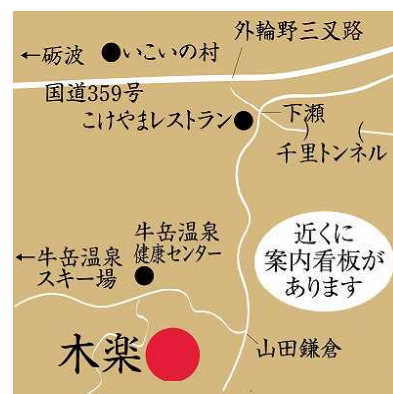 外輪野三叉路
←砺波
いこいの村
国道359号
こけやまレストラン
下瀬
千里トンネル
近くに
案内看板が
あります
牛岳温泉
健康センター
←牛岳温泉
スキー場
木楽
山田鎌倉